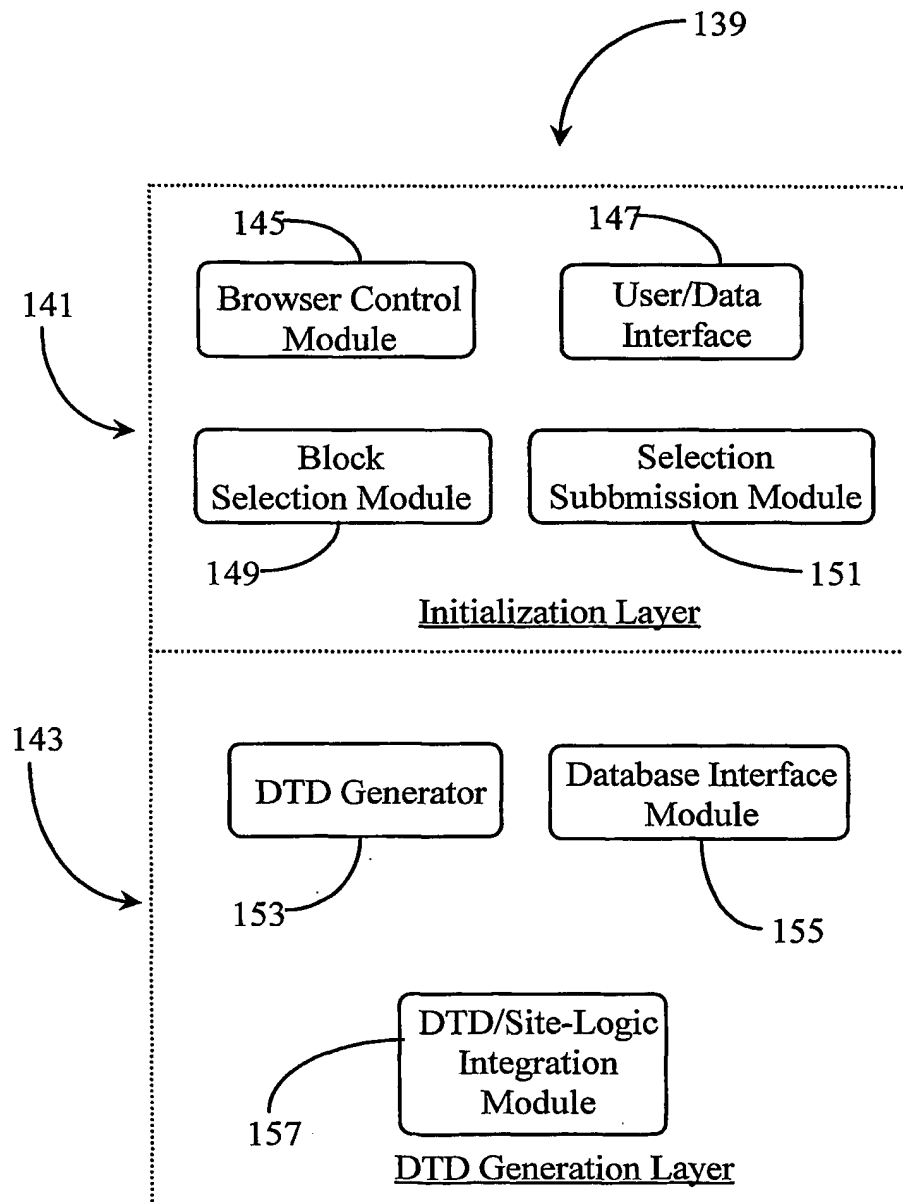 139
145
147
Browser Control
Module
User/Data
Interface
141
Block
Selection Module
Selection
Subbmission Module
149
151
Initialization Layer
143
DTD Generator
Database Interface
Module
153
155
DTD/Site-Logic
Integration
Module
157
DTD Generation Layer